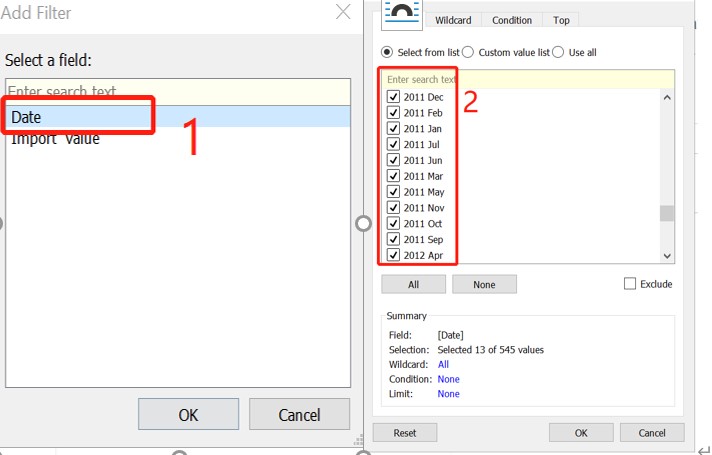 Add Filter
Select a field:
Enter search text
Date
Import Value
1
OK
Cancel
Wildcard
Condition
Top
Select from list
Custom value list
Use all
Enter search text
2
2011 Dec
2011 Feb
2011 Jan
2011 Jul
2011 Jun
2011 Mar
2011 May
2011 Nov
2011 Oct
2011 Sep
2012 Apr
All
None
Exclude
Summary
Field: [Date]
Selection: Selected 13 of 545 values
Wildcard: All
Condition: None
Limit: None
Reset
OK
Cancel